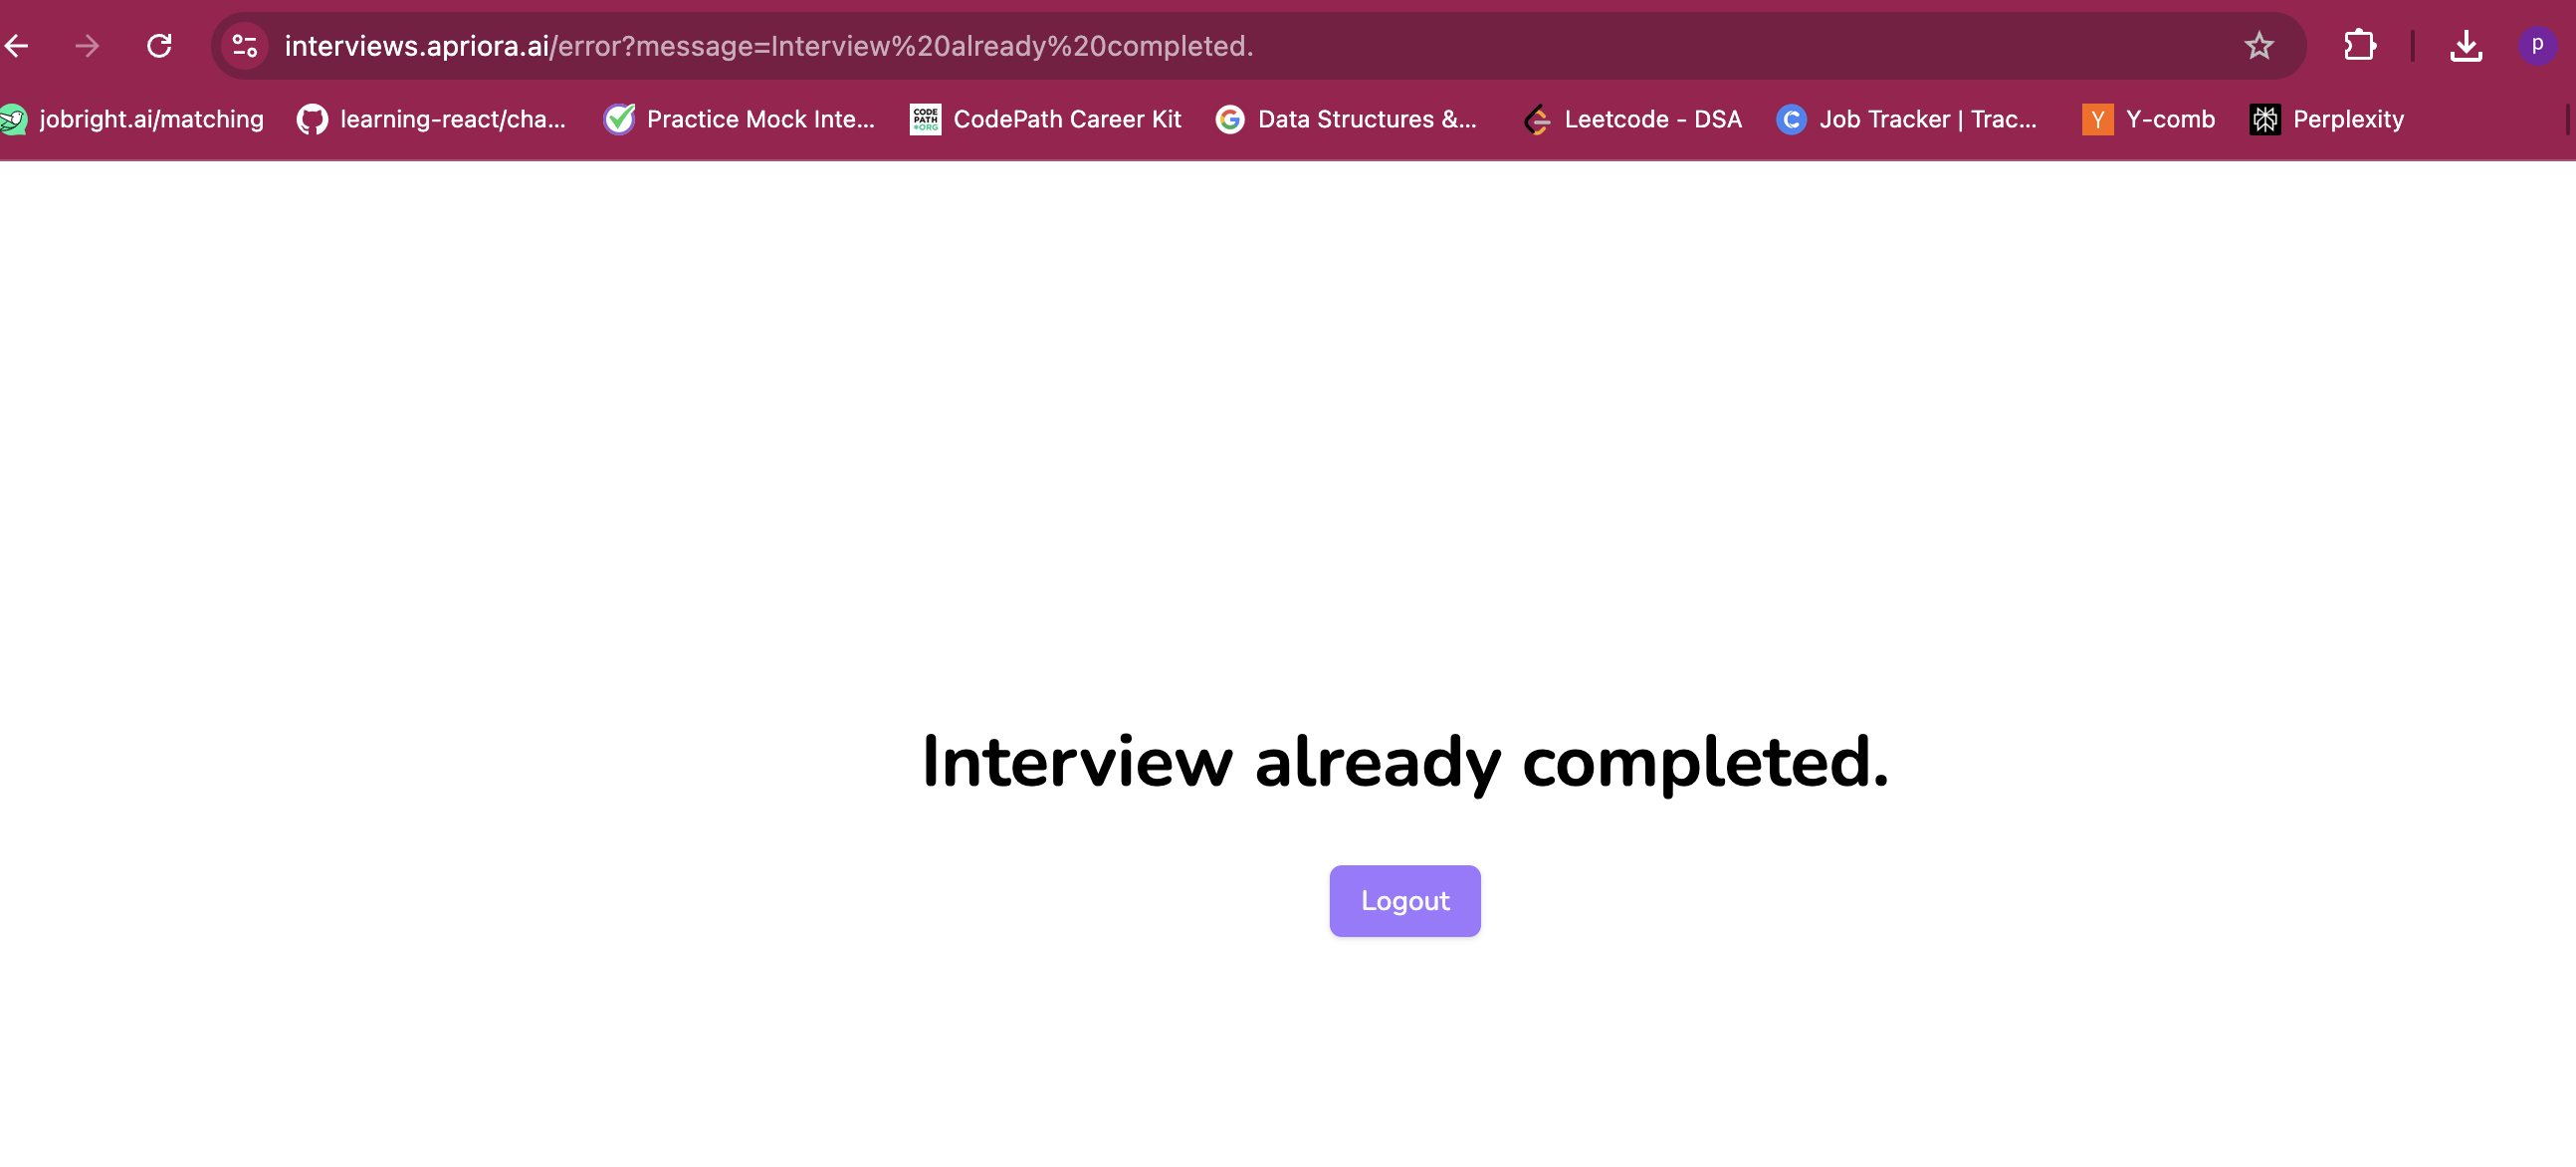 interviews.apriora.ai/error?message=Interview%20already%20completed.
p
jobright.ai/matching
learning-react/cha...
Practice Mock Inte...
CODE PATH *ORG
CodePath Career Kit
G
Data Structures &...
Leetcode - DSA
C
Job Tracker | Trac...
Y
Y-comb
Perplexity
Interview already completed.
Logout